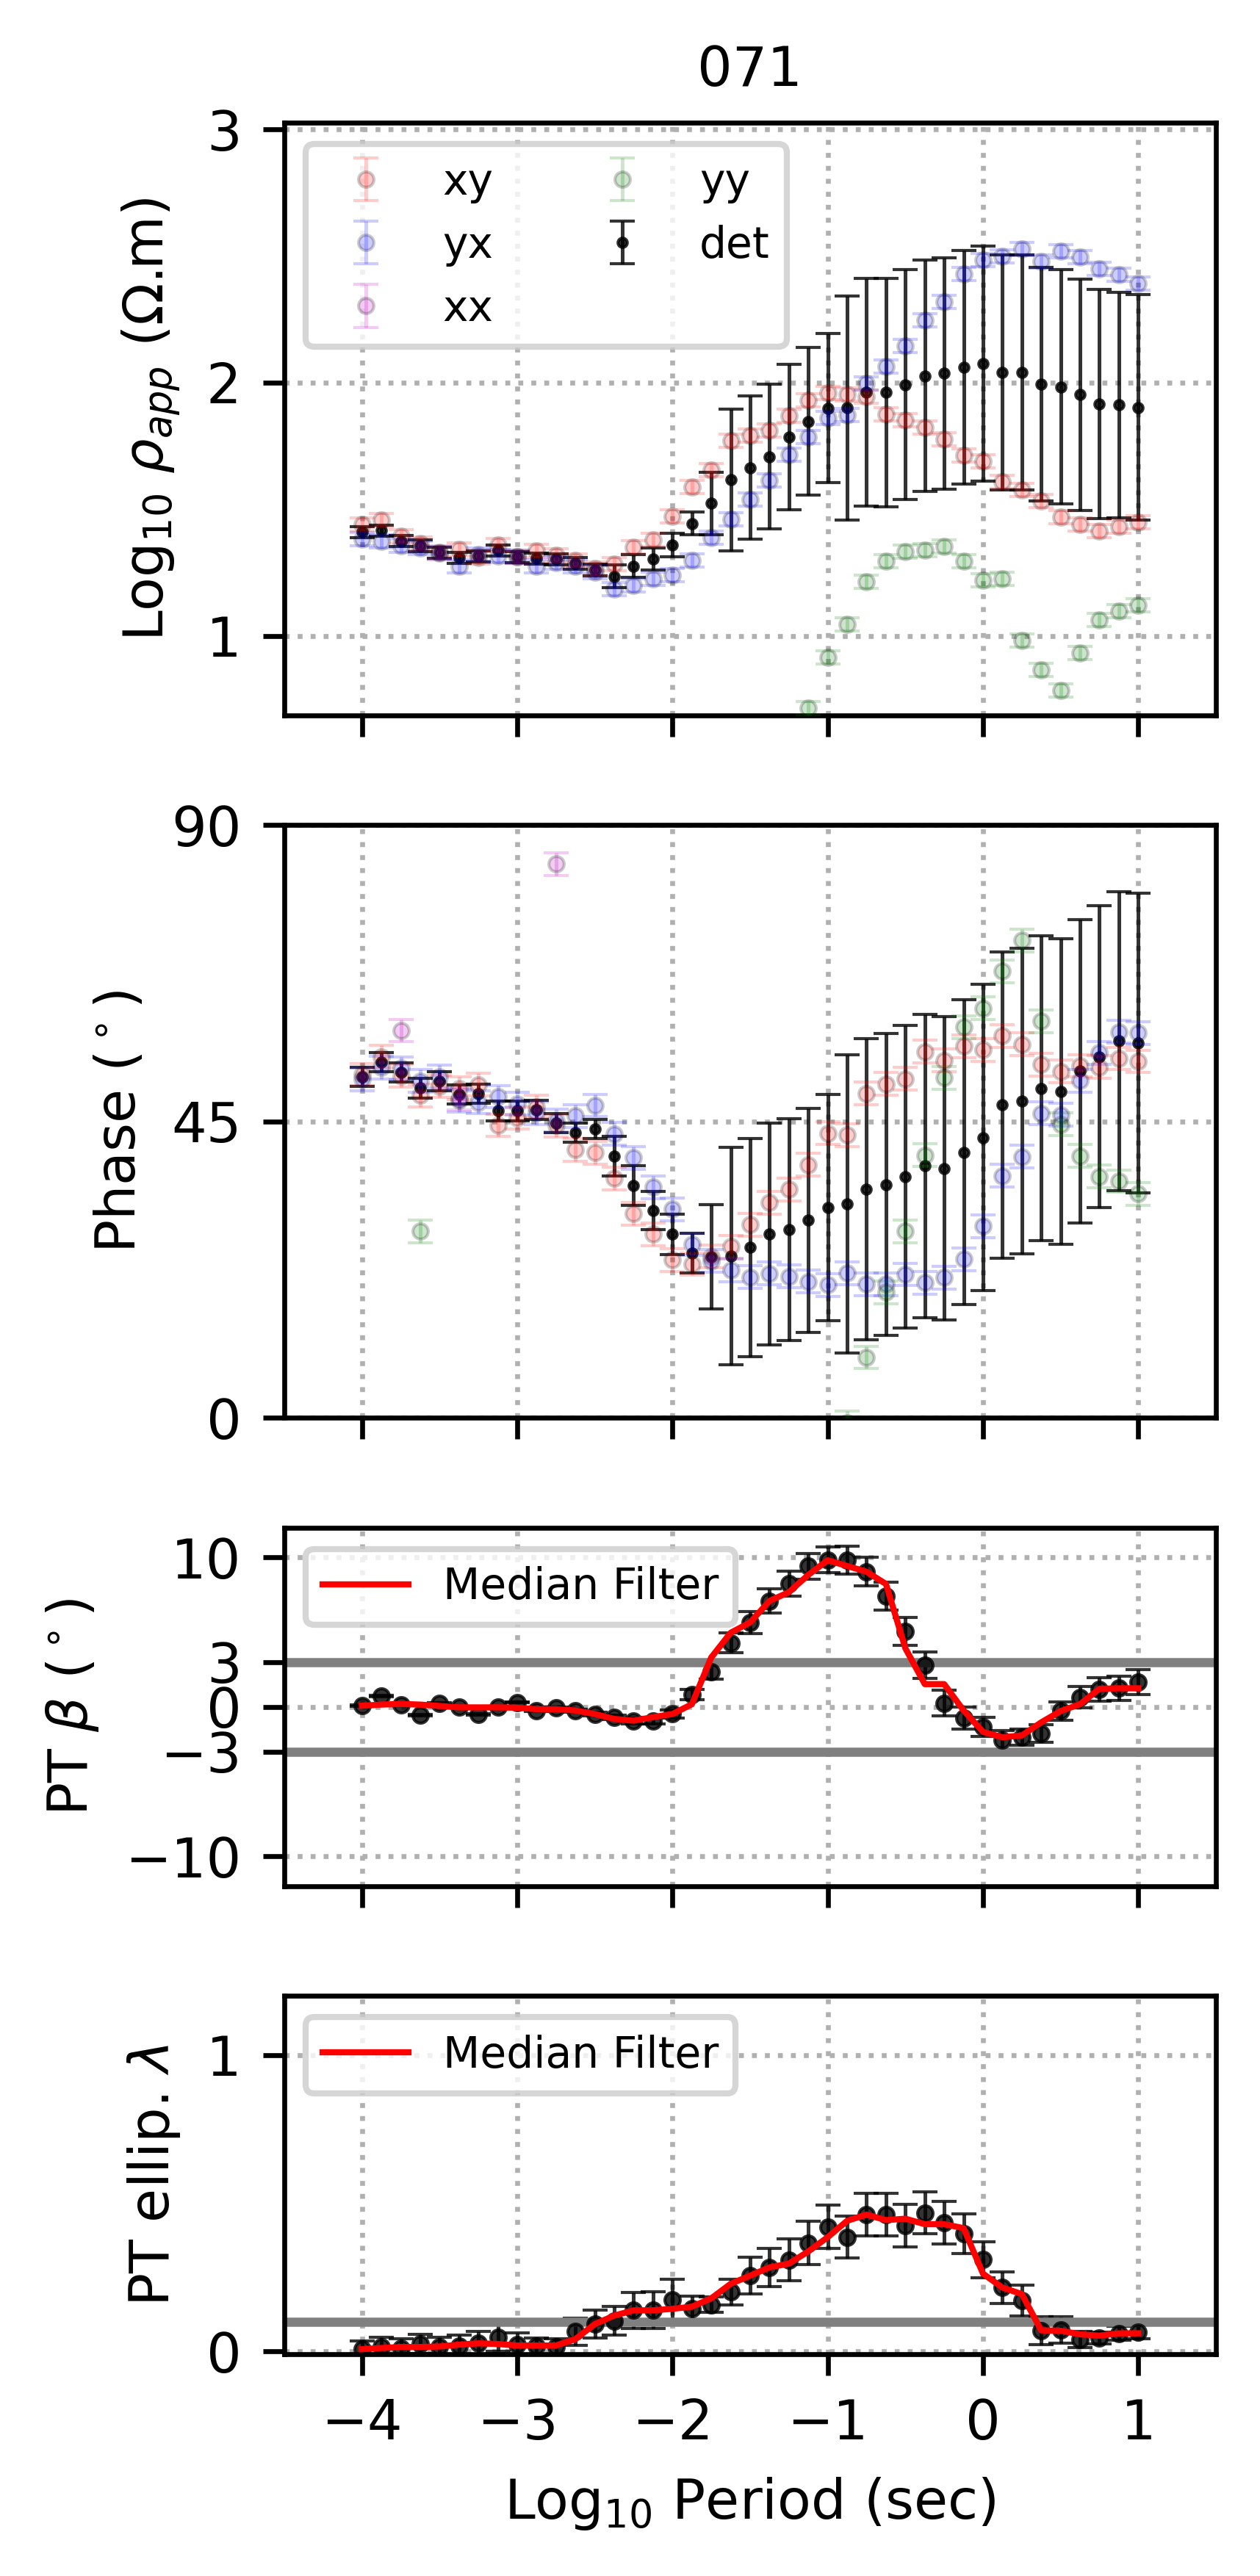 071
Log10 ρapp (Ω.m)
3
2
1
xy
yx
xx
yy
det
Phase (°)
90
45
0
PT β (°)
10
3
0
−3
−10
Median Filter
PT ellip. λ
1
0
Median Filter
−4 −3 −2 −1 0 1
Log10 Period (sec)